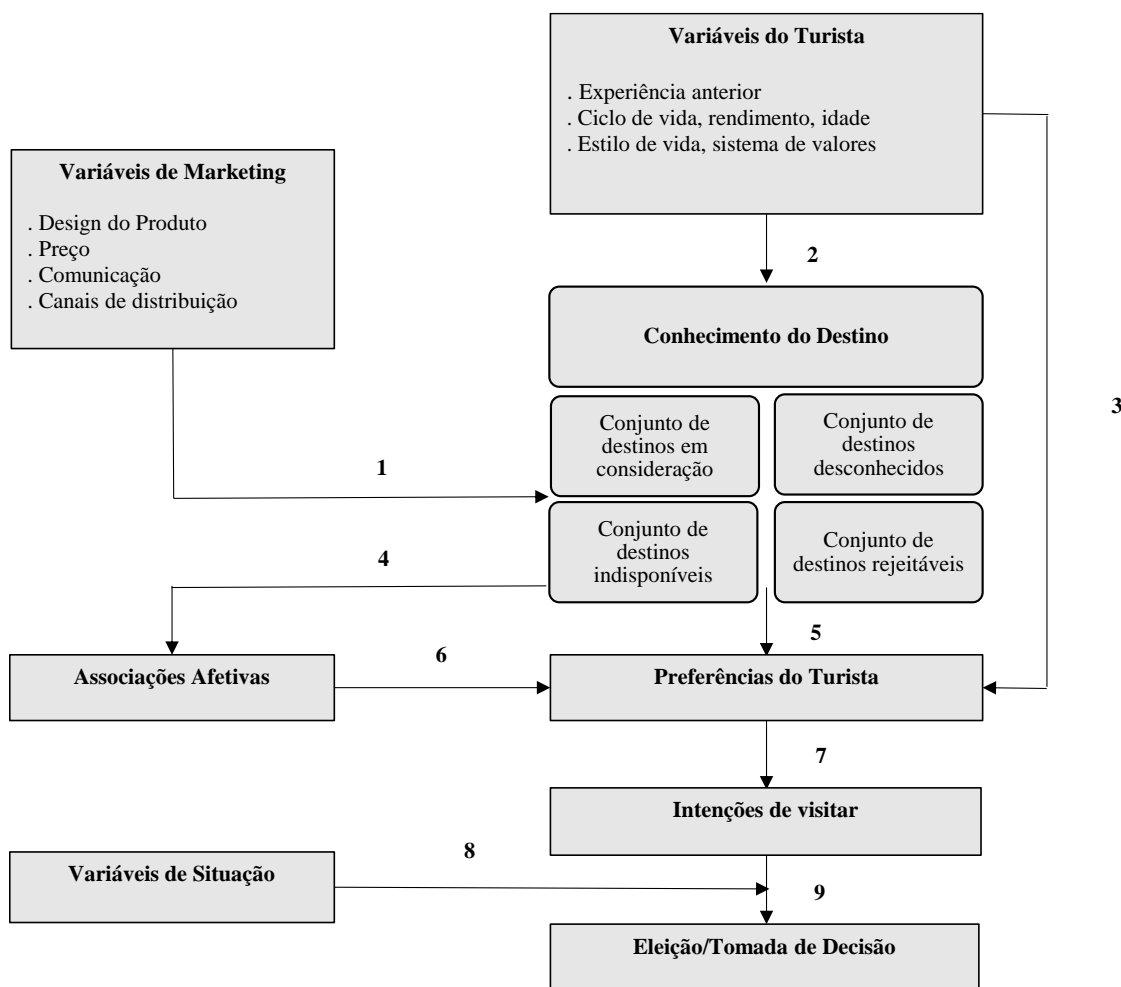 Variáveis do Turista
. Experiência anterior
. Ciclo de vida, rendimento, idade
. Estilo de vida, sistema de valores
Variáveis de Marketing
. Design do Produto
. Preço
. Comunicação
. Canais de distribuição
2
Conhecimento do Destino
3
Conjunto de
destinos em
consideração
Conjunto de
destinos
desconhecidos
1
Conjunto de
destinos
indisponíveis
Conjunto de
destinos rejeitáveis
4
5
6
Associações Afetivas
Preferências do Turista
7
Intenções de visitar
8
Variáveis de Situação
9
Eleição/Tomada de Decisão